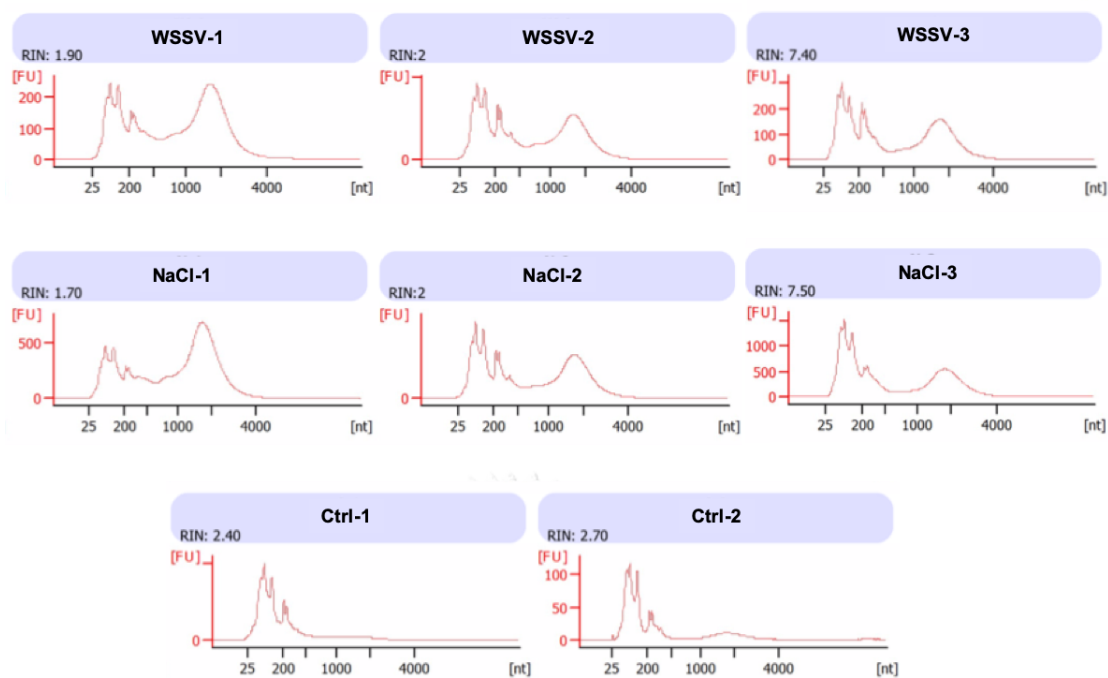 WSSV-1
RIN: 1.90
[FU]
200
100
0
25 200 1000 4000 [nt]
WSSV-2
RIN:2
[FU]
0
25 200 1000 4000 [nt]
WSSV-3
RIN: 7.40
[FU]
200
100
0
25 200 1000 4000 [nt]
NaCl-1
RIN: 1.70
[FU]
500
0
25 200 1000 4000 [nt]
NaCl-2
RIN:2
[FU]
0
25 200 1000 4000 [nt]
NaCl-3
RIN: 7.50
[FU]
1000
500
0
25 200 1000 4000 [nt]
Ctrl-1
RIN: 2.40
[FU]
0
25 200 1000 4000 [nt]
Ctrl-2
RIN: 2.70
[FU]
100
50
0
25 200 1000 4000 [nt]